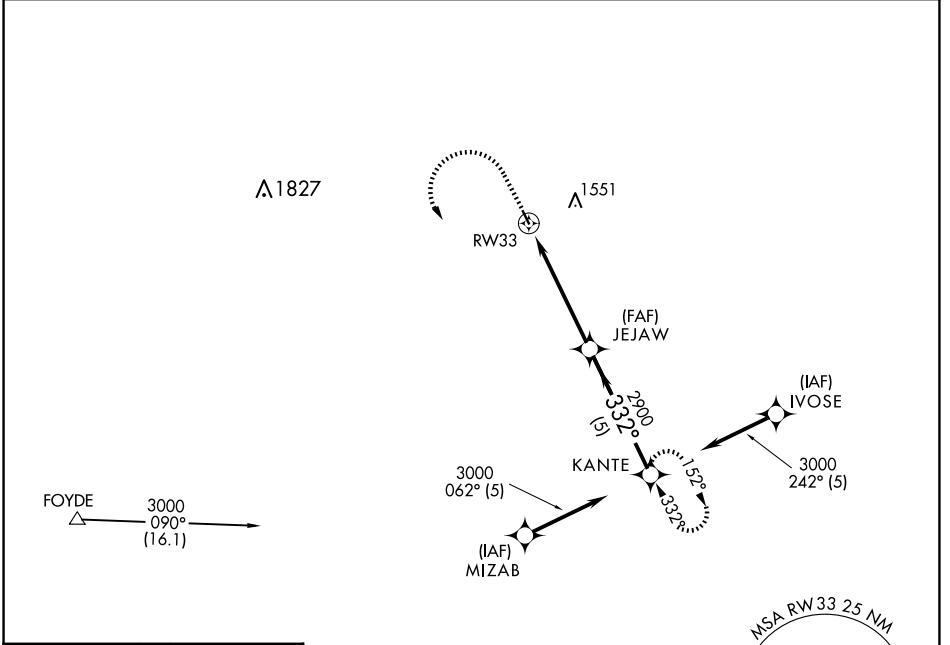 1827
1551
RW33
(FAF)
JEJAW
(IAF)
IVOSE
2900
332°
(5)
KANTE
152°
332°
3000
242° (5)
3000
062° (5)
FOYDE
3000
090°
(16.1)
(IAF)
MIZAB
MSA RW33 25 NM